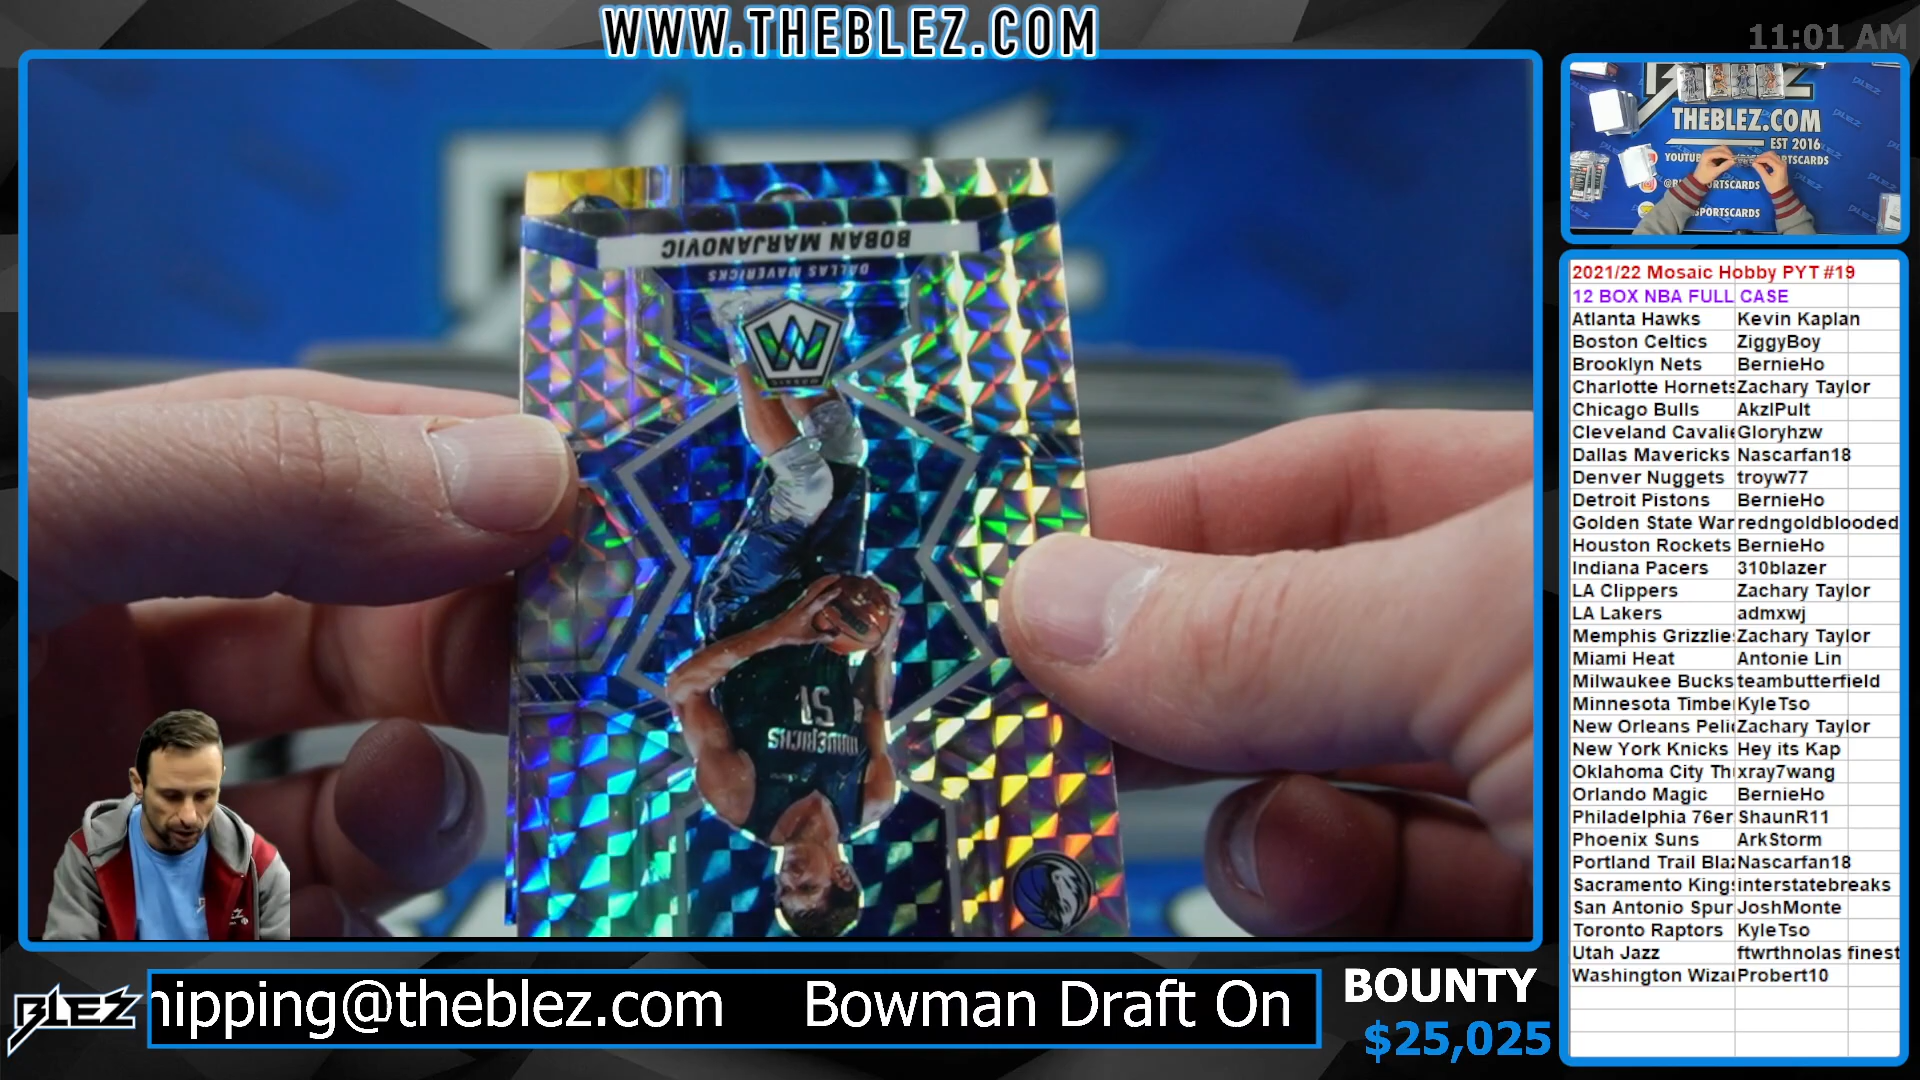 WWW.THEBLEZ.COM
11:01 AM
BOBAN MARJANOVIC
DALLAS MAVERICKS
MOSAIC
51
MAVERICKS
THEBLEZ.COM
EST 2016
2021/22 Mosaic Hobby PYT #19
12 BOX NBA FULL CASE
Atlanta Hawks Kevin Kaplan
Boston Celtics ZiggyBoy
Brooklyn Nets BernieHo
Charlotte Hornets Zachary Taylor
Chicago Bulls AkzlPult
Cleveland Cavalie Gloryhzw
Dallas Mavericks Nascarfan18
Denver Nuggets troyw77
Detroit Pistons BernieHo
Golden State War redngoldblooded
Houston Rockets BernieHo
Indiana Pacers 310blazer
LA Clippers Zachary Taylor
LA Lakers admxwj
Memphis Grizzlies Zachary Taylor
Miami Heat Antonie Lin
Milwaukee Bucks teambutterfield
Minnesota Timbe KyleTso
New Orleans Peli Zachary Taylor
New York Knicks Hey its Kap
Oklahoma City Th xray7wang
Orlando Magic BernieHo
Philadelphia 76er ShaunR11
Phoenix Suns ArkStorm
Portland Trail Bla Nascarfan18
Sacramento Kings interstatebreaks
San Antonio Spur JoshMonte
Toronto Raptors KyleTso
Utah Jazz ftwrthnolas finest
Washington Wiza Probert10
BLEZ
hipping@theblez.com Bowman Draft On
BOUNTY
$25,025